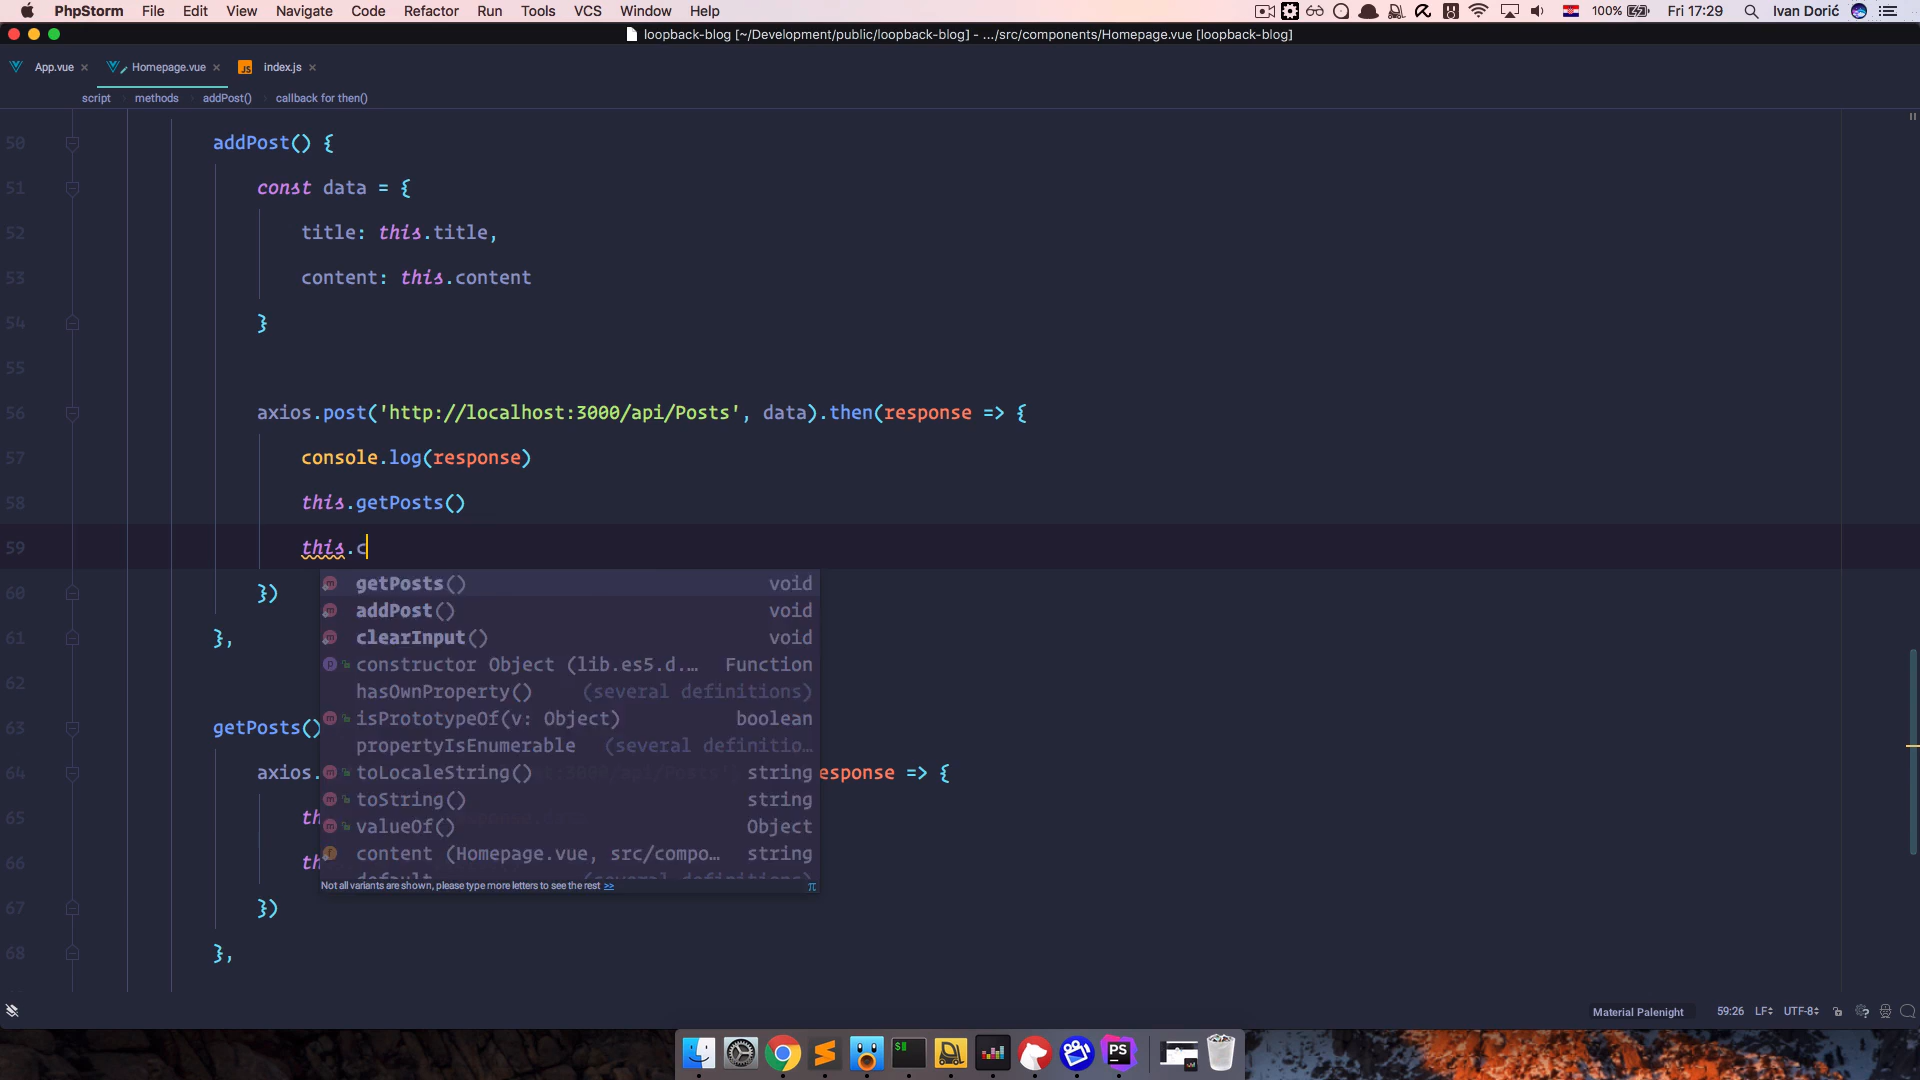 PhpStorm File Edit View Navigate Code Refactor Run Tools VCS Window Help 100% Fri 17:29 Ivan Dorić
loopback-blog [~/Development/public/loopback-blog] - .../src/components/Homepage.vue [loopback-blog]
App.vue Homepage.vue JS index.js
script methods addPost() callback for then()
50 addPost() {
51 const data = {
52 title: this.title,
53 content: this.content
54 }
55
56 axios.post('http://localhost:3000/api/Posts', data).then(response => {
57 console.log(response)
58 this.getPosts()
59 this.c
getPosts() void
60 })
addPost() void
61 },
clearInput() void
constructor Object (lib.es5.d.… Function
62
hasOwnProperty() (several definitions)
isPrototypeOf(v: Object) boolean
63 getPosts()
propertyIsEnumerable (several definitio…
64 axios. esponse => {
toLocaleString() string
toString() string
65 th
valueOf() Object
content (Homepage.vue, src/compo… string
66 th
default (several definitions)
Not all variants are shown, please type more letters to see the rest >> π
67 })
68 },
Material Palenight 59:26 LF UTF-8
$
PS